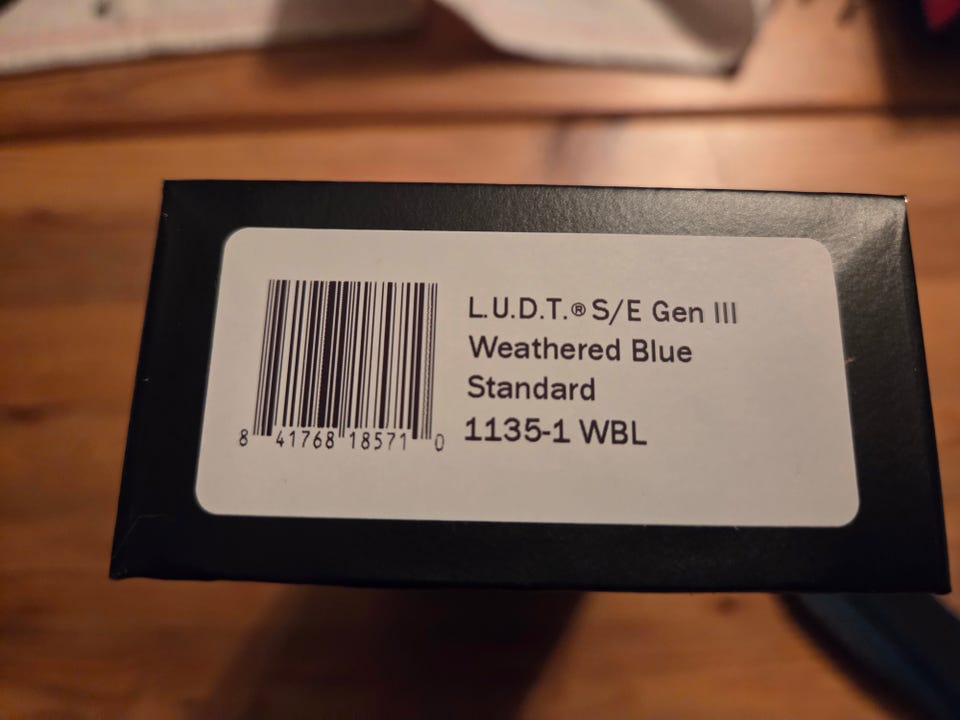 L.U.D.T.® S/E Gen III
Weathered Blue
Standard
1135-1 WBL
8 41768 18571 0